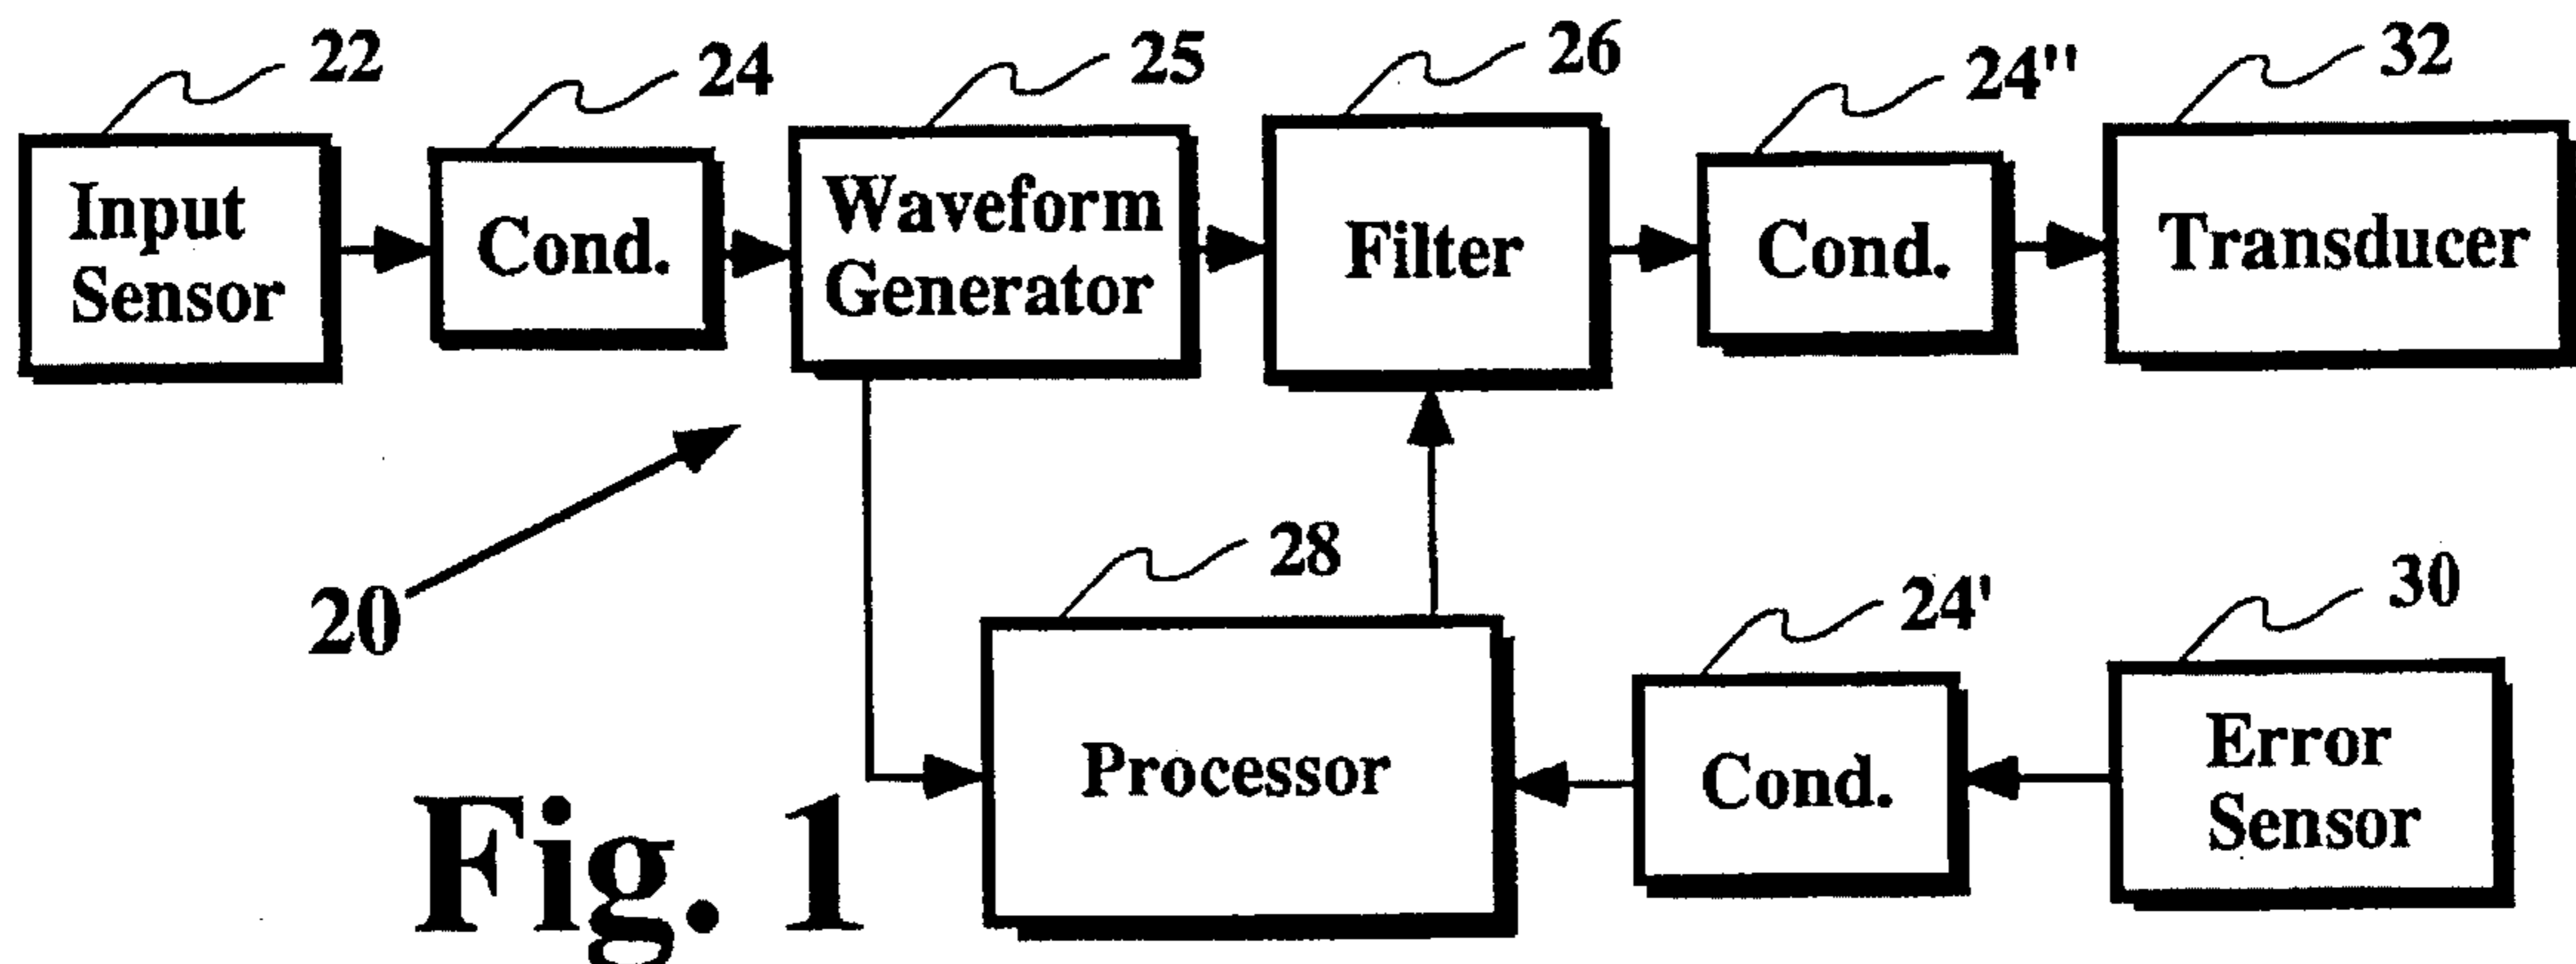 22
24
25
26
24"
32
Input
Sensor
Cond.
Waveform
Generator
Filter
Cond.
Transducer
20
28
24'
30
Processor
Cond.
Error
Sensor
Fig. 1